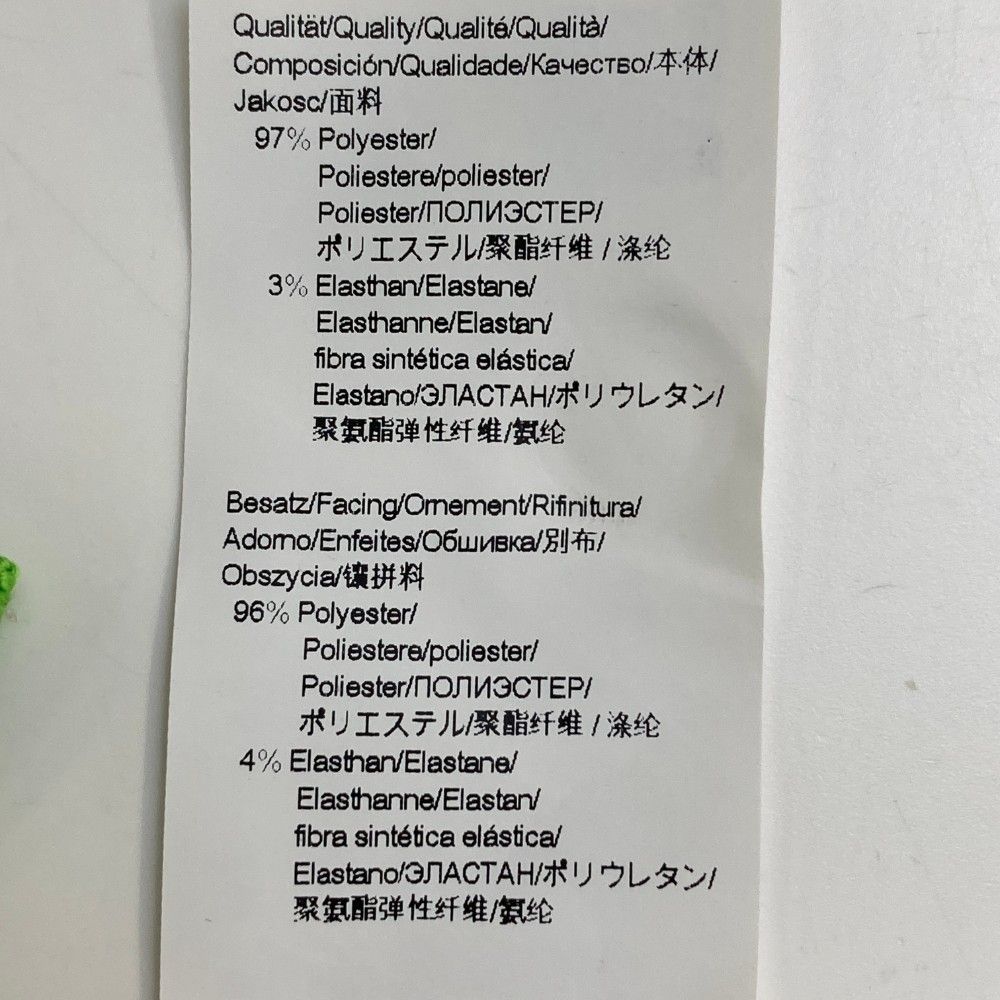 Qualität/Quality/Qualité/Qualità/
Composición/Qualidade/Качество/本体/
Jakosc/面料
97% Polyester/
Poliestere/poliester/
Poliester/ПОЛИЭСТЕР/
ポリエステル/聚酯纤维 / 涤纶
3% Elasthan/Elastane/
Elasthanne/Elastan/
fibra sintética elástica/
Elastano/ЭЛАСТАН/ポリウレタン/
聚氨酯弹性纤维/氨纶
Besatz/Facing/Ornement/Rifinitura/
Adorno/Enfeites/Обшивка/別布/
Obszycia/镶拼料
96% Polyester/
Poliestere/poliester/
Poliester/ПОЛИЭСТЕР/
ポリエステル/聚酯纤维 / 涤纶
4% Elasthan/Elastane/
Elasthanne/Elastan/
fibra sintética elástica/
Elastano/ЭЛАСТАН/ポリウレタン/
聚氨酯弹性纤维/氨纶